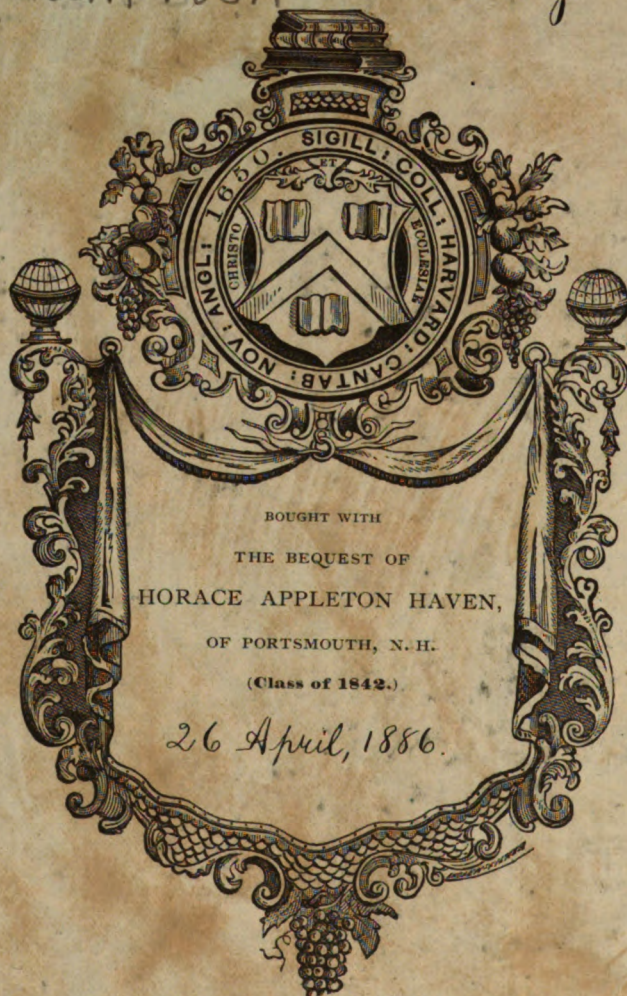 SIGILL: COLL: HARVARD: CANTAB: NOV: ANGL: 1650.
CHRISTO
ET
ECCLESIAE
BOUGHT WITH
THE BEQUEST OF
HORACE APPLETON HAVEN,
OF PORTSMOUTH, N. H.
(Class of 1842.)
26 April, 1886.